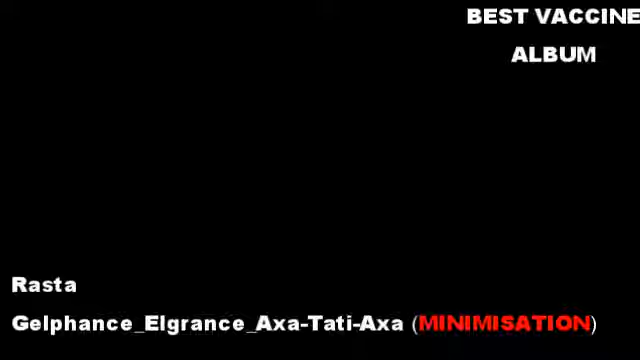 BEST VACCINE
ALBUM
Rasta
Gelphance_Elgrance_Axa-Tati-Axa (MINIMISATION)